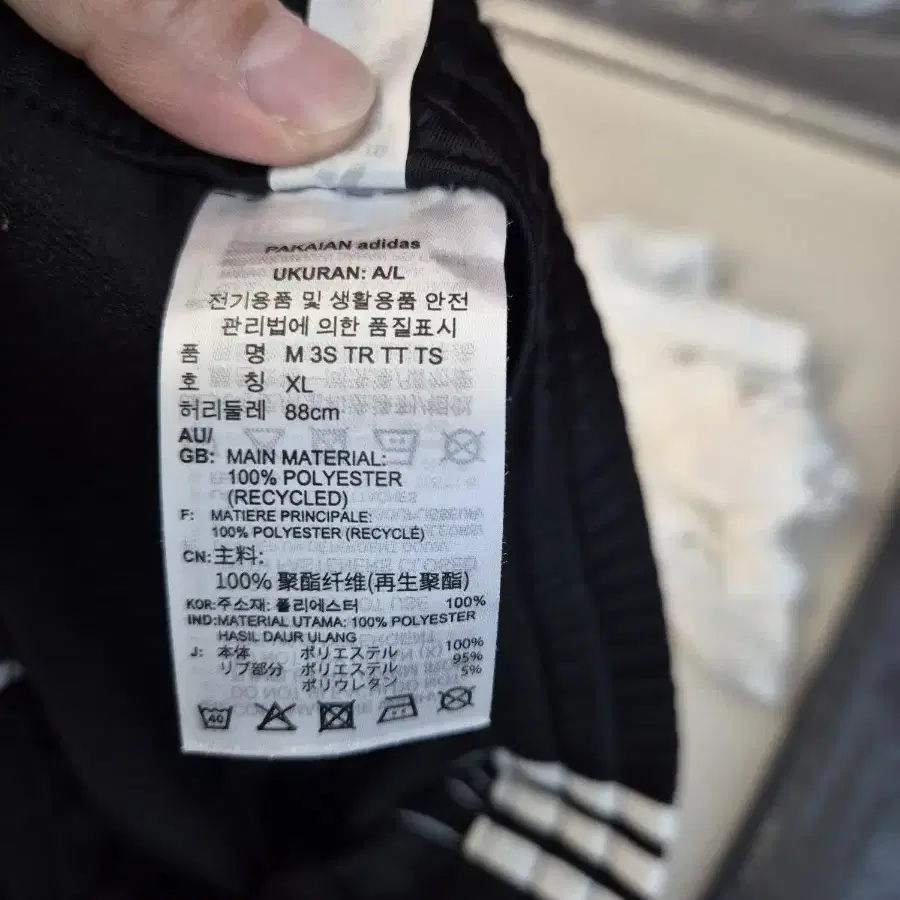 PAKAIAN adidas
UKURAN: A/L
전기용품 및 생활용품 안전
관리법에 의한 품질표시
품 명 M 3S TR TT TS
호 칭 XL
허리둘레 88cm
AU/
GB: MAIN MATERIAL:
100% POLYESTER
(RECYCLED)
F: MATIERE PRINCIPALE:
100% POLYESTER (RECYCLÉ)
CN: 主料:
100% 聚酯纤维(再生聚酯)
KOR: 주소재: 폴리에스터 100%
IND: MATERIAL UTAMA: 100% POLYESTER
HASIL DAUR ULANG
J: 本体 ポリエステル 100%
リブ部分 ポリエステル 95%
ポリウレタン 5%
40